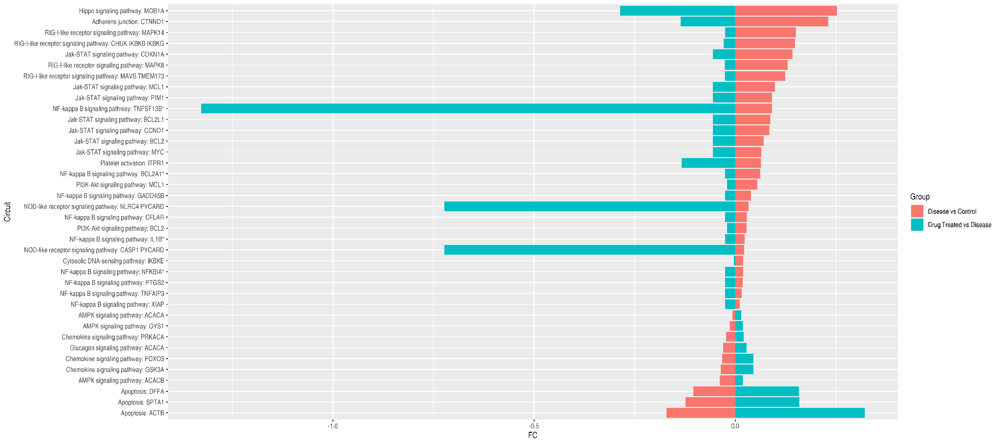 Hippo signaling pathway: MOB1A
Adherens junction: CTNND1
RIG-I-like receptor signaling pathway: MAPK14
RIG-I-like receptor signaling pathway: CHUK IKBKB IKBKG
Jak-STAT signaling pathway: CDKN1A
RIG-I-like receptor signaling pathway: MAPK8
RIG-I-like receptor signaling pathway: MAVS TMEM173
Jak-STAT signaling pathway: MCL1
Jak-STAT signaling pathway: PIM1
NF-kappa B signaling pathway: TNFSF13B*
Jak-STAT signaling pathway: BCL2L1
Jak-STAT signaling pathway: CCND1
Jak-STAT signaling pathway: BCL2
Jak-STAT signaling pathway: MYC
Platelet activation: ITPR1
NF-kappa B signaling pathway: BCL2A1*
PI3K-Akt signaling pathway: MCL1
NF-kappa B signaling pathway: GADD45B
NOD-like receptor signaling pathway: NLRC4 PYCARD
NF-kappa B signaling pathway: CFLAR
PI3K-Akt signaling pathway: BCL2
NF-kappa B signaling pathway: IL1B*
NOD-like receptor signaling pathway: CASP1 PYCARD
Cytosolic DNA-sensing pathway: IKBKE
NF-kappa B signaling pathway: NFKBIA*
NF-kappa B signaling pathway: PTGS2
NF-kappa B signaling pathway: TNFAIP3
NF-kappa B signaling pathway: XIAP
AMPK signaling pathway: ACACA
AMPK signaling pathway: GYS1
Chemokine signaling pathway: PRKACA
Glucagon signaling pathway: ACACA
Chemokine signaling pathway: FOXO3
Chemokine signaling pathway: GSK3A
AMPK signaling pathway: ACACB
Apoptosis: DFFA
Apoptosis: SPTA1
Apoptosis: ACTB
Circuit
-1.0
-0.5
0.0
FC
Group
Disease vs Control
Drug Treated vs Disease